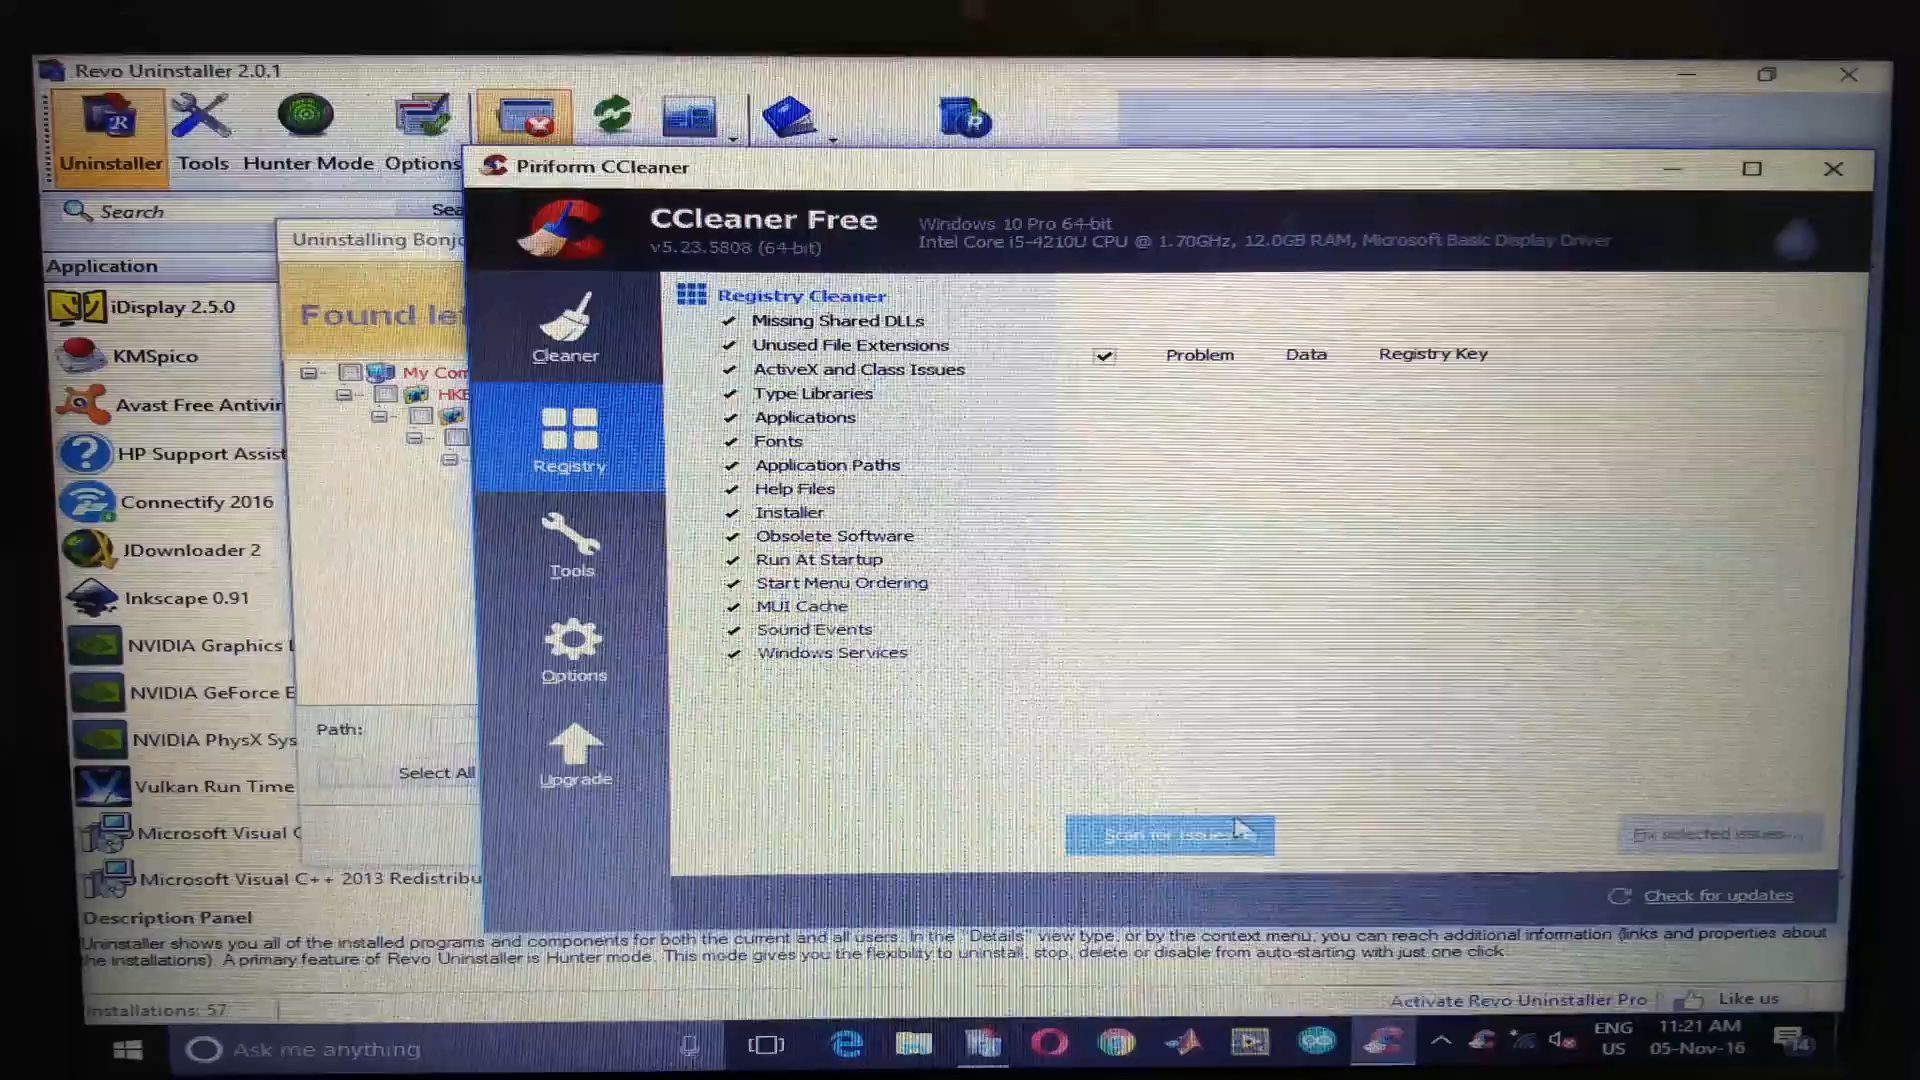 Revo Uninstaller 2.0.1
Uninstaller Tools Hunter Mode Options
Search
Application
iDisplay 2.5.0
KMSpico
Avast Free Antivir
HP Support Assist
Connectify 2016
JDownloader 2
Inkscape 0.91
NVIDIA Graphics
NVIDIA GeForce E
NVIDIA PhysX Sys
Vulkan Run Time
Microsoft Visual C
Microsoft Visual C++ 2013 Redistribu
Uninstalling Bonjo
Found le
My Com
HKE
Path:
Select All
Piriform CCleaner
CCleaner Free
v5.23.5808 (64-bit)
Windows 10 Pro 64-bit
Intel Core i5-4210U CPU @ 1.70GHz, 12.0GB RAM, Microsoft Basic Display Driver
Cleaner
Registry
Tools
Options
Upgrade
Registry Cleaner
Missing Shared DLLs
Unused File Extensions
ActiveX and Class Issues
Type Libraries
Applications
Fonts
Application Paths
Help Files
Installer
Obsolete Software
Run At Startup
Start Menu Ordering
MUI Cache
Sound Events
Windows Services
Problem Data Registry Key
Scan for Issues
Fix selected issues...
Check for updates
Description Panel
Uninstaller shows you all of the installed programs and components for both the current and all users. In the "Details" view type, or by the context menu, you can reach additional information (links and properties about
the installations). A primary feature of Revo Uninstaller is Hunter mode. This mode gives you the flexibility to uninstall, stop, delete or disable from auto-starting with just one click.
Installations: 57
Activate Revo Uninstaller Pro Like us
Ask me anything
ENG
US
11:21 AM
05-Nov-16
14